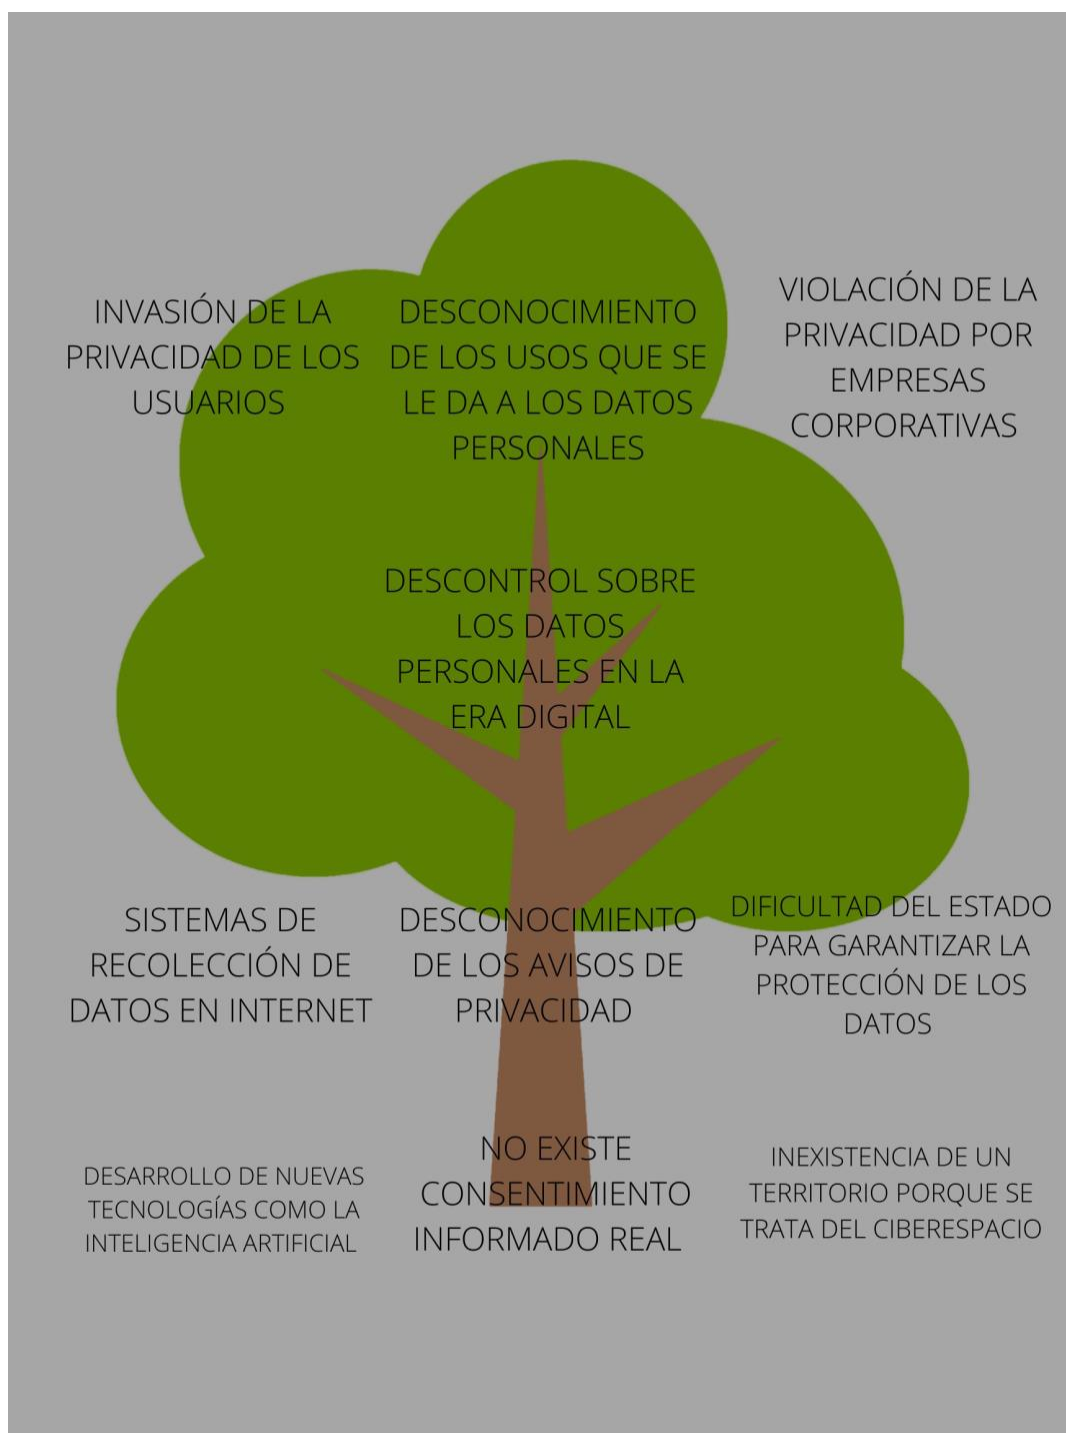 INVASIÓN DE LA
PRIVACIDAD DE LOS
USUARIOS
DESCONOCIMIENTO
DE LOS USOS QUE SE
LE DA A LOS DATOS
PERSONALES
VIOLACIÓN DE LA
PRIVACIDAD POR
EMPRESAS
CORPORATIVAS
DESCONTROL SOBRE
LOS DATOS
PERSONALES EN LA
ERA DIGITAL
SISTEMAS DE
RECOLECCIÓN DE
DATOS EN INTERNET
DESCONOCIMIENTO
DE LOS AVISOS DE
PRIVACIDAD
DIFICULTAD DEL ESTADO
PARA GARANTIZAR LA
PROTECCIÓN DE LOS
DATOS
DESARROLLO DE NUEVAS
TECNOLOGÍAS COMO LA
INTELIGENCIA ARTIFICIAL
NO EXISTE
CONSENTIMIENTO
INFORMADO REAL
INEXISTENCIA DE UN
TERRITORIO PORQUE SE
TRATA DEL CIBERESPACIO